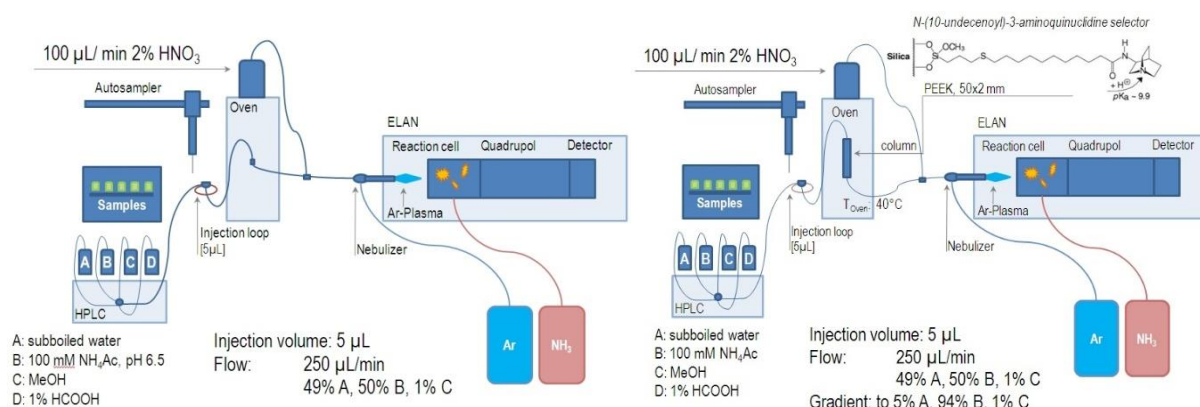 100 µL/ min 2% HNO₃
Autosampler
Oven
ELAN
Reaction cell Quadrupol Detector
Samples
Ar-Plasma
Injection loop
[5µL]
Nebulizer
A B C D
HPLC
A: subboiled water
B: 100 mM NH₄Ac, pH 6.5
C: MeOH
D: 1% HCOOH
Injection volume: 5 µL
Flow: 250 µL/min
49% A, 50% B, 1% C
Ar
NH₃
N-(10-undecenoyl)-3-aminoquinuclidine selector
100 µL/ min 2% HNO₃
Silica
O
O
Si
OCH₃
O
S
O
H
N
N
+ H⊕
pKa ~ 9.9
PEEK, 50x2 mm
Autosampler
Oven
ELAN
Reaction cell Quadrupol Detector
column
Samples
T Oven: 40°C
Ar-Plasma
Injection loop
[5µL]
Nebulizer
A B C D
HPLC
A: subboiled water
B: 100 mM NH₄Ac
C: MeOH
D: 1% HCOOH
Injection volume: 5 µL
Flow: 250 µL/min
49% A, 50% B, 1% C
Gradient: to 5% A, 94% B, 1% C
Ar
NH₃